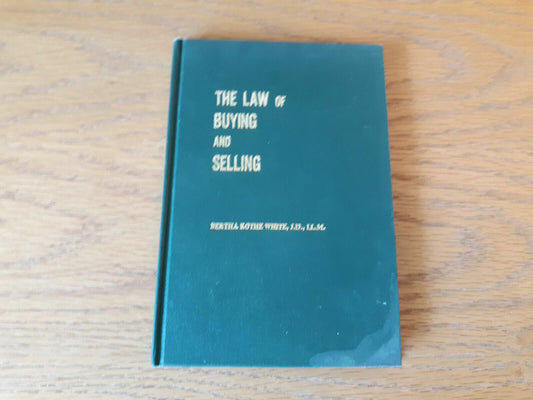 THE LAW OF
BUYING
AND
SELLING
BERTHA ROTHE WHITE, J.D., LL.M.